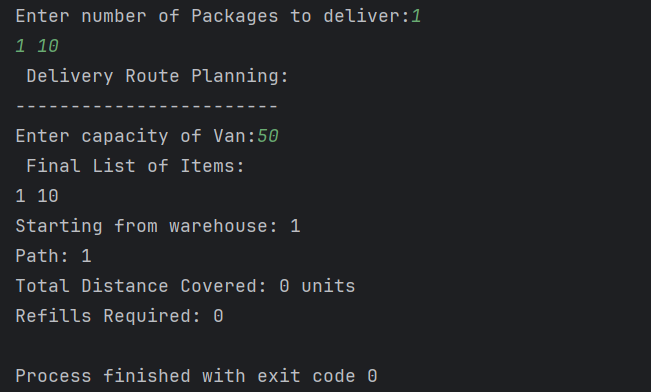 Enter number of Packages to deliver:1
1 10
 Delivery Route Planning:
------------------------
Enter capacity of Van:50
 Final List of Items:
1 10
Starting from warehouse: 1
Path: 1
Total Distance Covered: 0 units
Refills Required: 0

Process finished with exit code 0